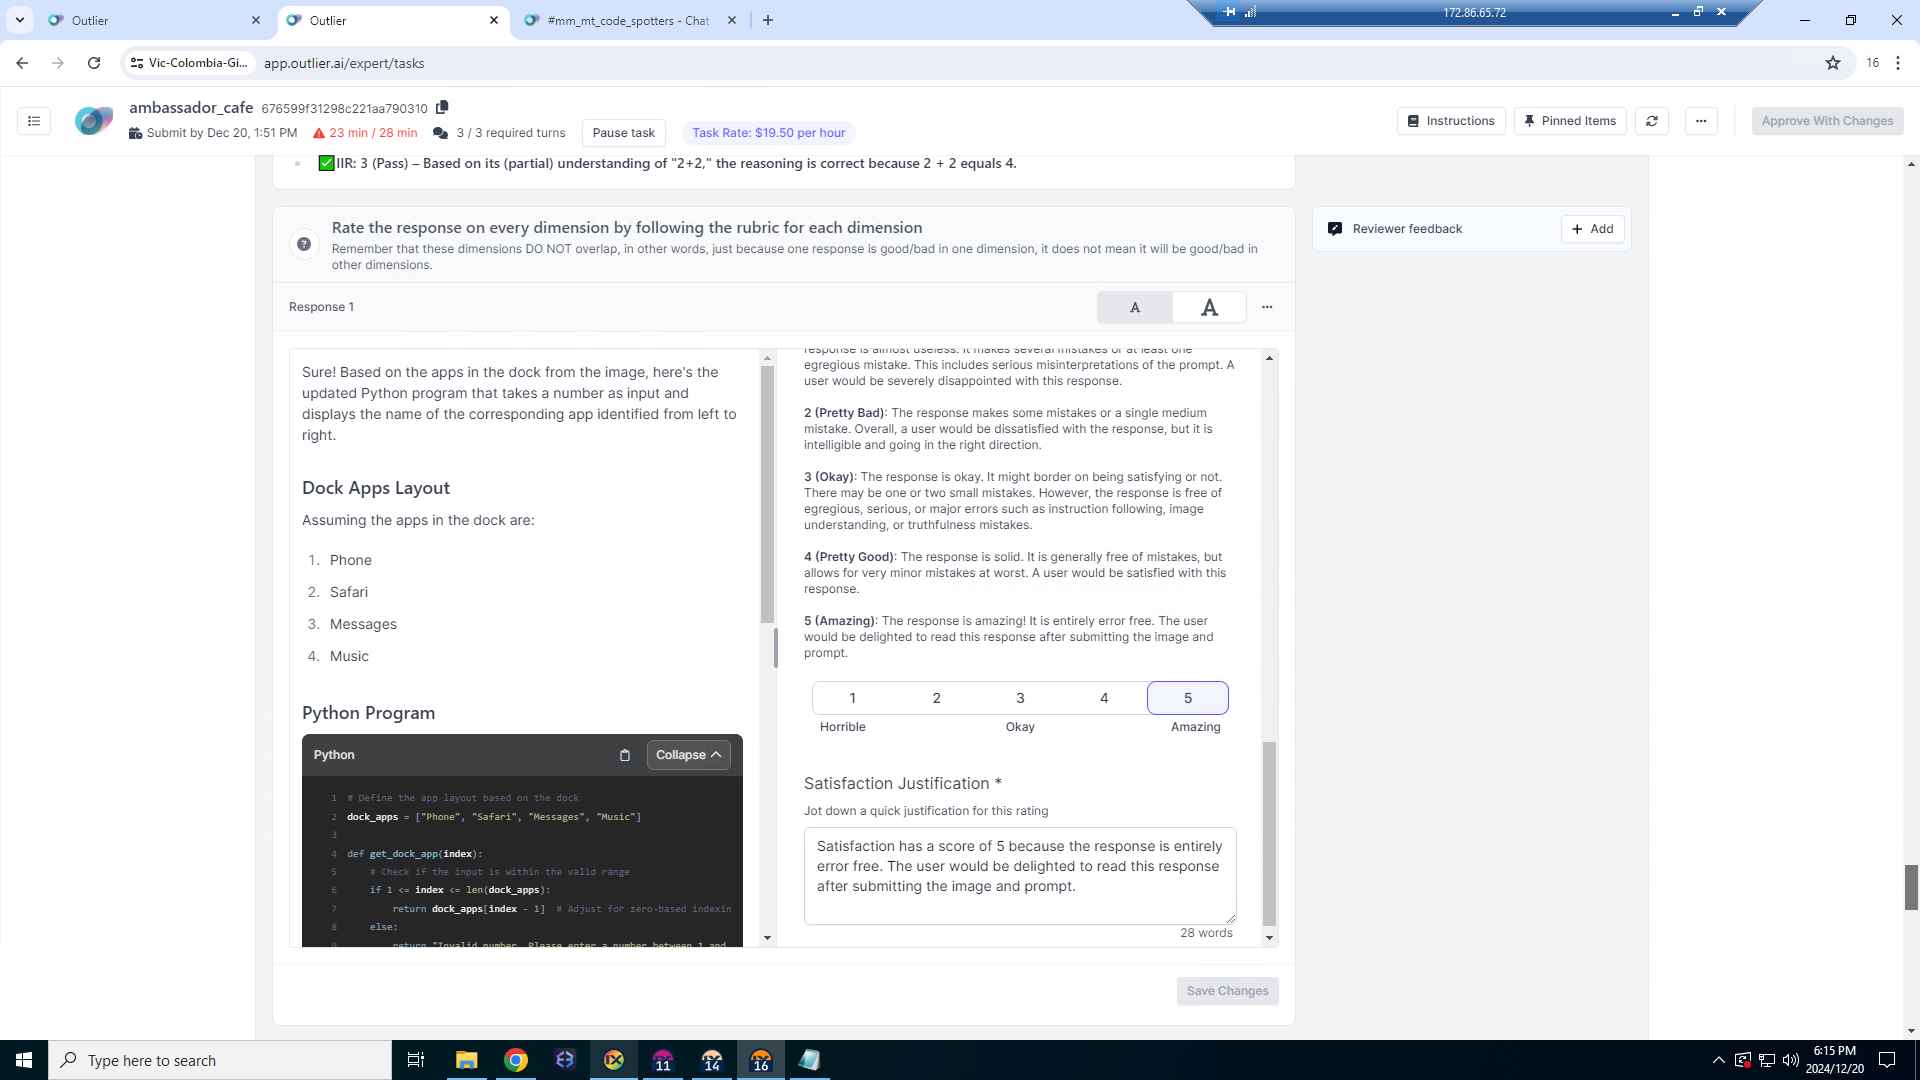 Outlier
Outlier
#mm_mt_code_spotters - Chat
172.86.65.72
Vic-Colombia-Gi...
app.outlier.ai/expert/tasks
16
ambassador_cafe 676599f31298c221aa790310
Submit by Dec 20, 1:51 PM
23 min / 28 min
3 / 3 required turns
Pause task
Task Rate: $19.50 per hour
Instructions
Pinned Items
Approve With Changes
IIR: 3 (Pass) – Based on its (partial) understanding of "2+2," the reasoning is correct because 2 + 2 equals 4.
Rate the response on every dimension by following the rubric for each dimension
Remember that these dimensions DO NOT overlap, in other words, just because one response is good/bad in one dimension, it does not mean it will be good/bad in
other dimensions.
Reviewer feedback
Add
Response 1
A
A
Sure! Based on the apps in the dock from the image, here's the
updated Python program that takes a number as input and
displays the name of the corresponding app identified from left to
right.
Dock Apps Layout
Assuming the apps in the dock are:
1. Phone
2. Safari
3. Messages
4. Music
Python Program
Python
Collapse
1 # Define the app layout based on the dock
2 dock_apps = ["Phone", "Safari", "Messages", "Music"]
3
4 def get_dock_app(index):
5 # Check if the input is within the valid range
6 if 1 <= index <= len(dock_apps):
7 return dock_apps[index - 1] # Adjust for zero-based indexin
8 else:
9 return "Invalid number. Please enter a number between 1 and
response is almost useless. It makes several mistakes or at least one
egregious mistake. This includes serious misinterpretations of the prompt. A
user would be severely disappointed with this response.
2 (Pretty Bad): The response makes some mistakes or a single medium
mistake. Overall, a user would be dissatisfied with the response, but it is
intelligible and going in the right direction.
3 (Okay): The response is okay. It might border on being satisfying or not.
There may be one or two small mistakes. However, the response is free of
egregious, serious, or major errors such as instruction following, image
understanding, or truthfulness mistakes.
4 (Pretty Good): The response is solid. It is generally free of mistakes, but
allows for very minor mistakes at worst. A user would be satisfied with this
response.
5 (Amazing): The response is amazing! It is entirely error free. The user
would be delighted to read this response after submitting the image and
prompt.
1 2 3 4 5
Horrible Okay Amazing
Satisfaction Justification *
Jot down a quick justification for this rating
Satisfaction has a score of 5 because the response is entirely
error free. The user would be delighted to read this response
after submitting the image and prompt.
28 words
Save Changes
Type here to search
11
14
16
6:15 PM
2024/12/20